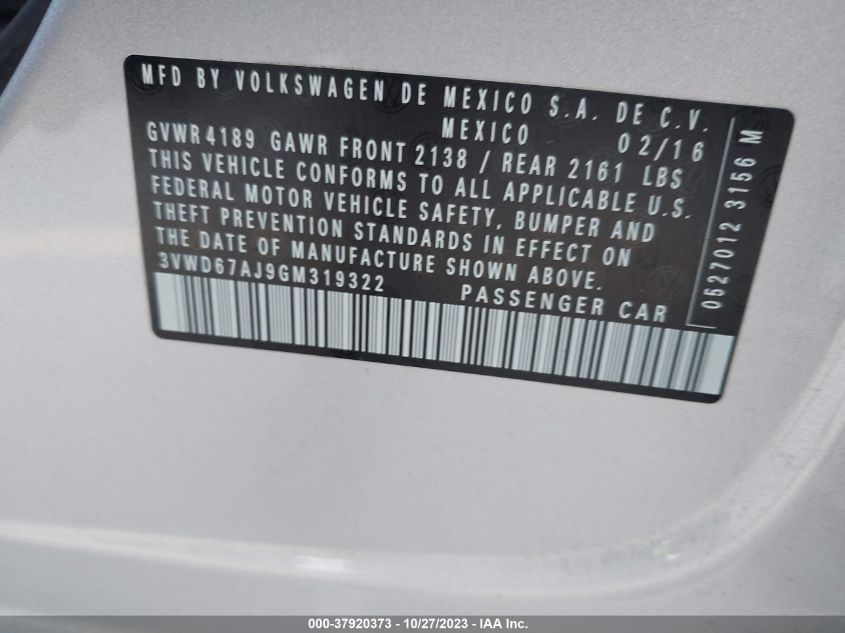 MFD BY VOLKSWAGEN DE MEXICO S.A. DE C.V.
MEXICO 02/16
GVWR 4189 GAWR FRONT 2138 / REAR 2161 LBS
THIS VEHICLE CONFORMS TO ALL APPLICABLE U.S.
FEDERAL MOTOR VEHICLE SAFETY, BUMPER AND
THEFT PREVENTION STANDARDS IN EFFECT ON
THE DATE OF MANUFACTURE SHOWN ABOVE.
3VWD67AJ9GM319322 PASSENGER CAR
0527012 3156 M
000-37920373 - 10/27/2023 - IAA Inc.